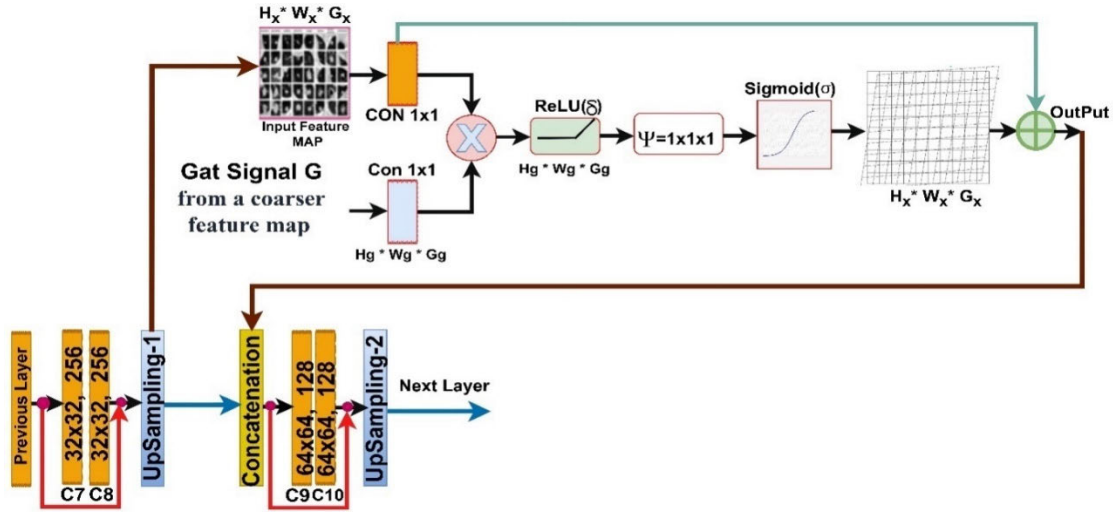 Hx* Wx* Gx
Input Feature
MAP
CON 1x1
Gat Signal G
from a coarser
feature map
Con 1x1
Hg * Wg * Gg
X
ReLU(δ)
Hg * Wg * Gg
Ψ=1x1x1
Sigmoid(σ)
Hx* Wx* Gx
OutPut
Previous Layer
32x32, 256
32x32, 256
C7 C8
UpSampling-1
Concatenation
64x64, 128
64x64, 128
C9 C10
UpSampling-2
Next Layer